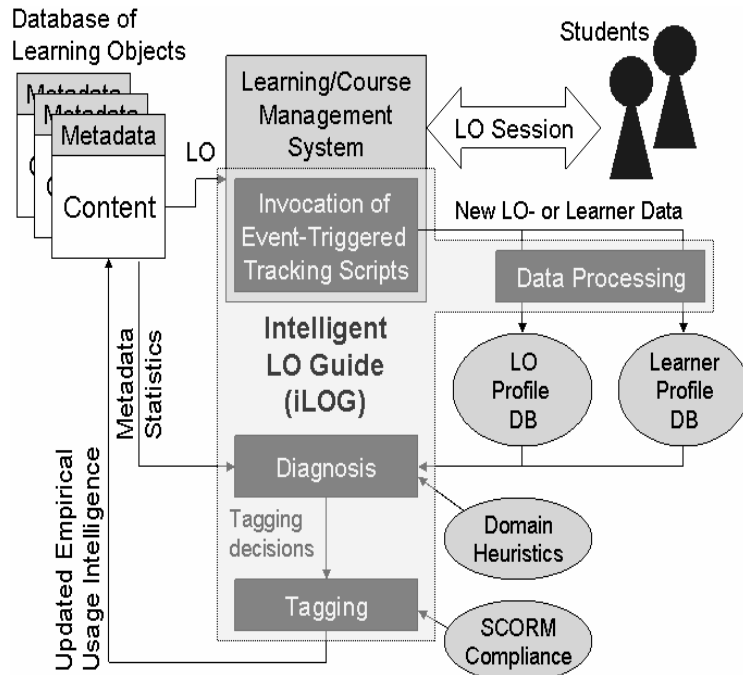 Database of
Learning Objects
Students
Metadata
Metadata
Metadata
Content
LO
Learning/Course
Management
System
LO Session
Invocation of
Event-Triggered
Tracking Scripts
New LO- or Learner Data
Data Processing
Intelligent
LO Guide
(iLOG)
LO
Profile
DB
Learner
Profile
DB
Metadata
Statistics
Updated Empirical
Usage Intelligence
Diagnosis
Tagging
decisions
Domain
Heuristics
Tagging
SCORM
Compliance